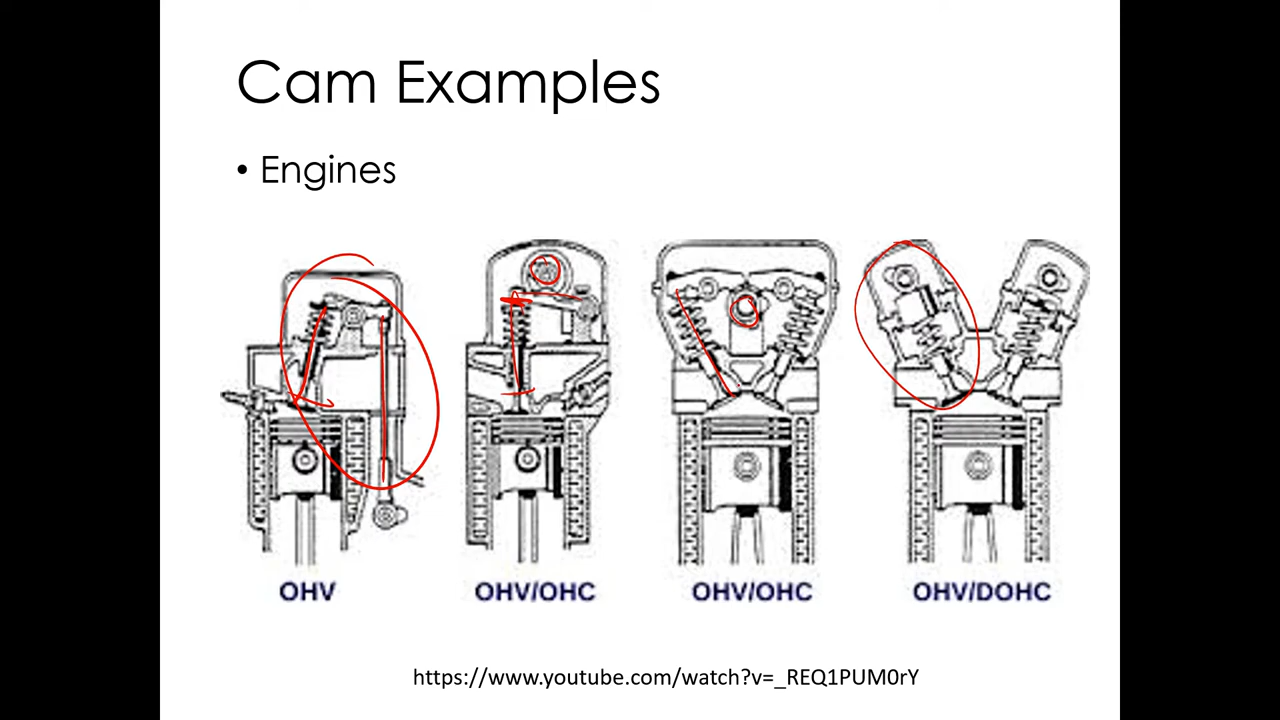 Cam Examples
• Engines
OHV
OHV/OHC
OHV/OHC
OHV/DOHC
https://www.youtube.com/watch?v=_REQ1PUM0rY